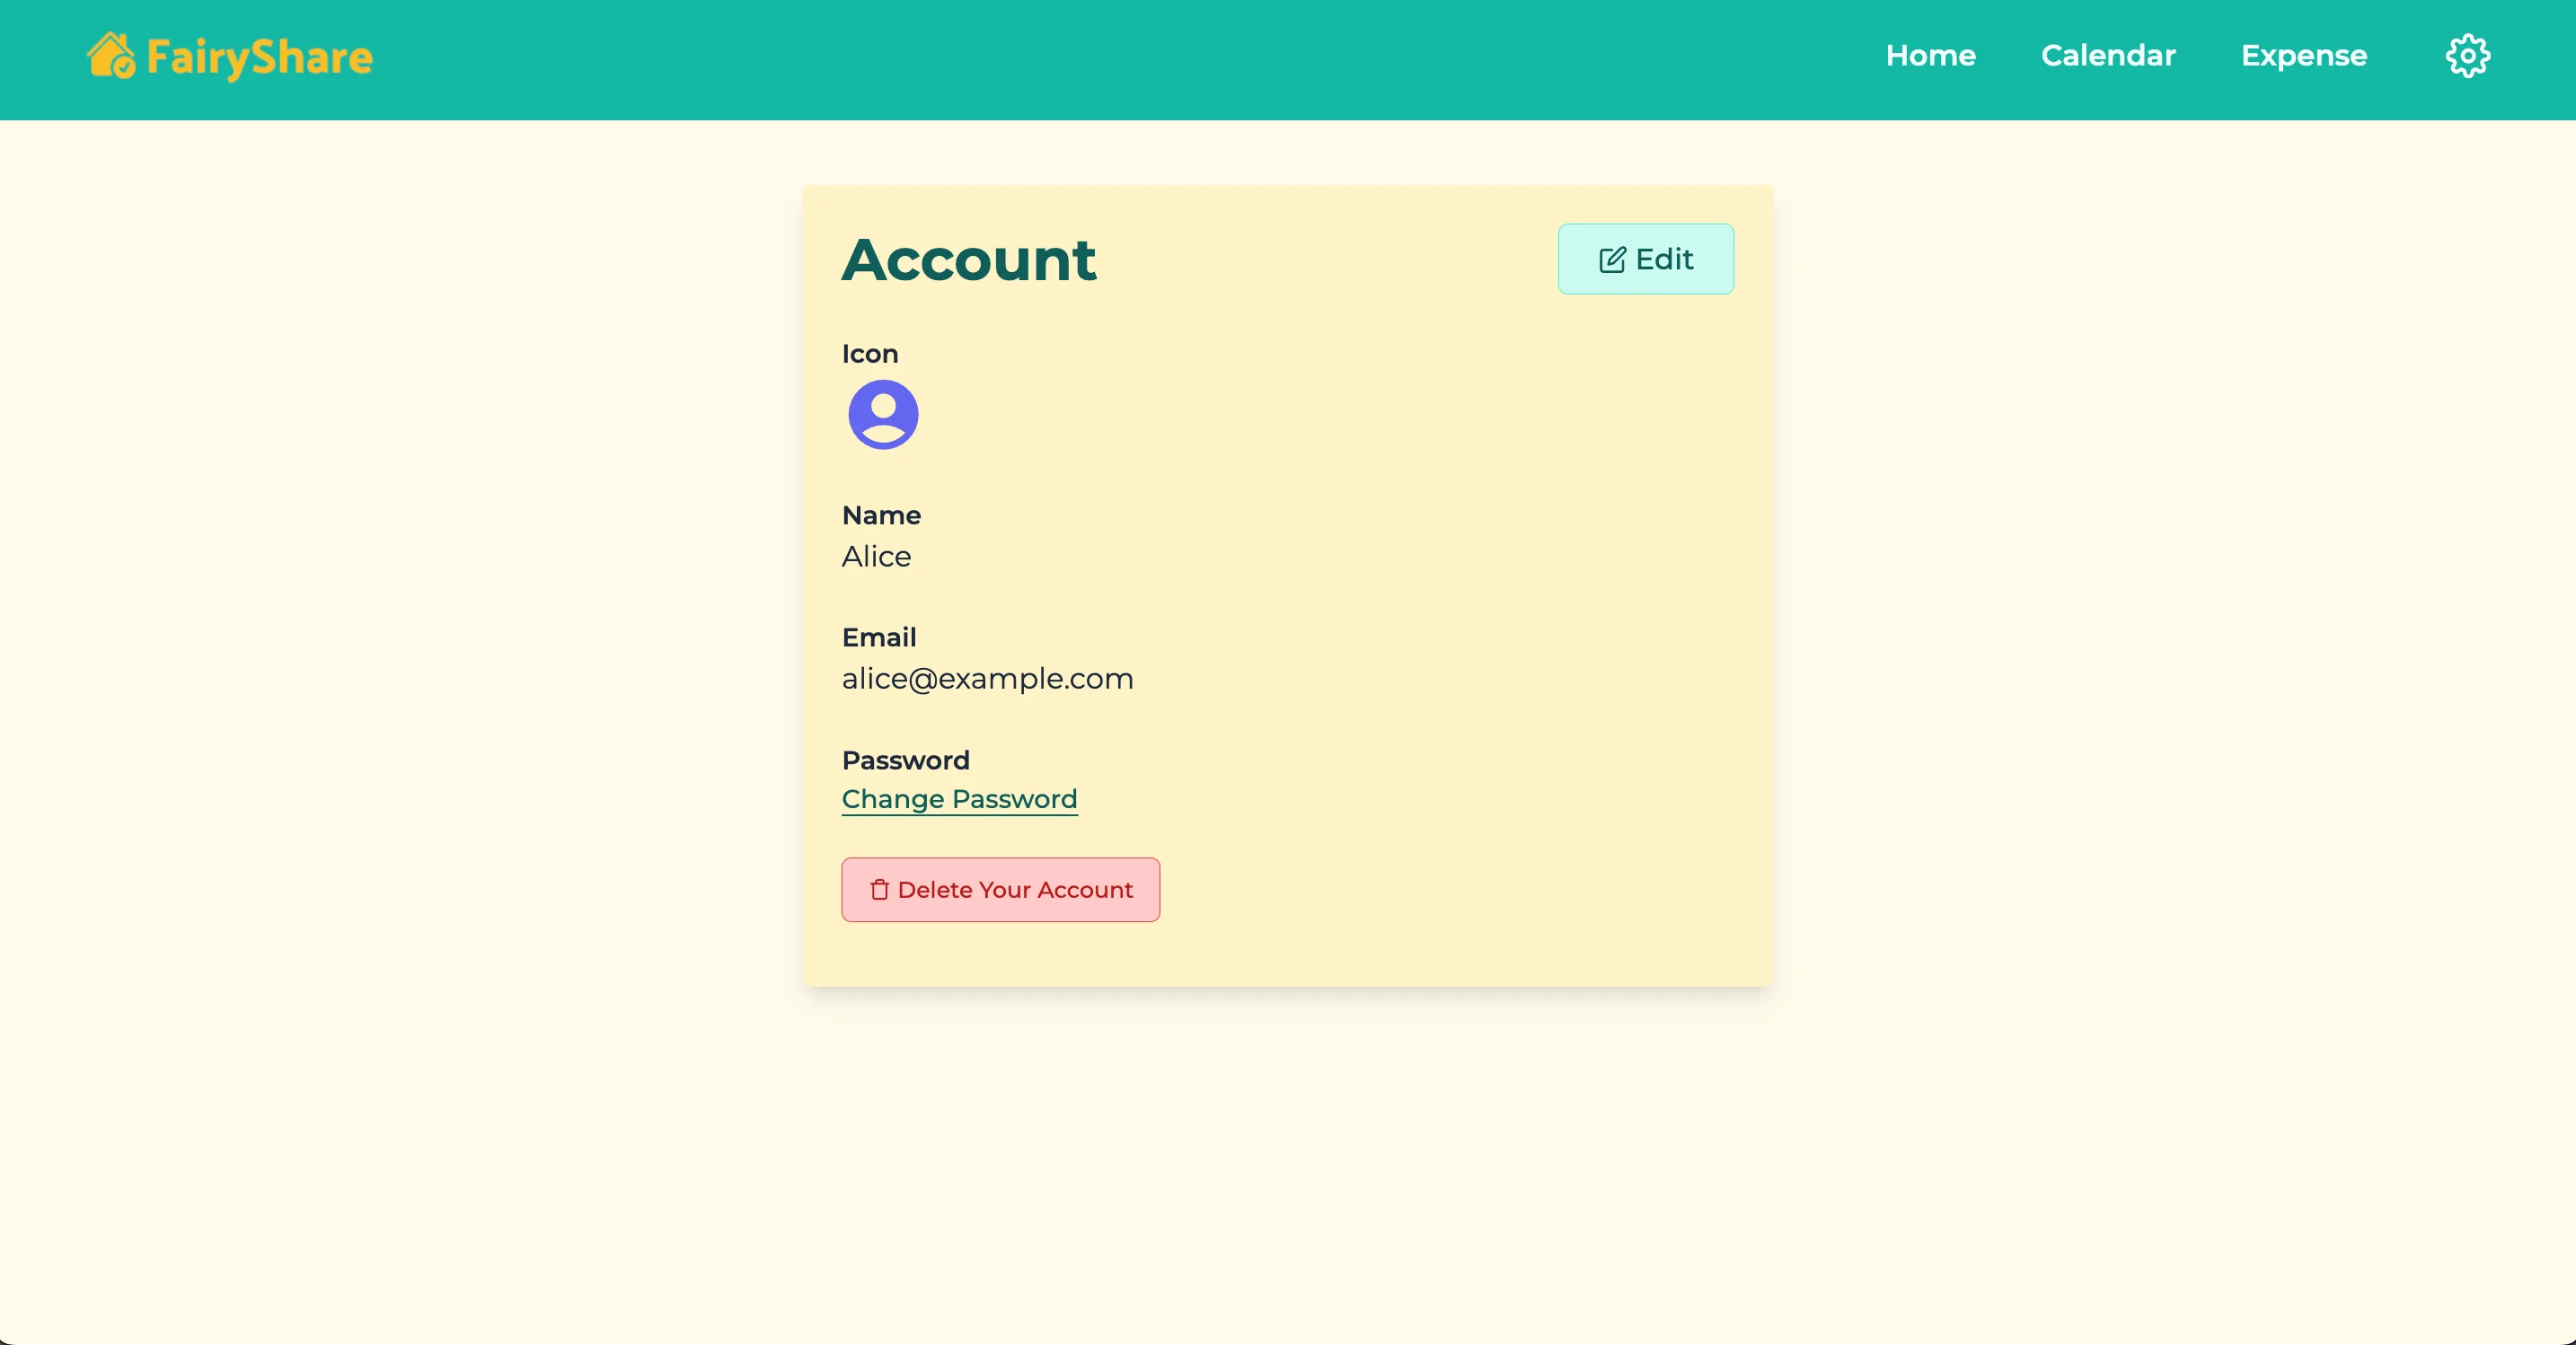 FairyShare
Home
Calendar
Expense
Account
Edit
Icon
Name
Alice
Email
alice@example.com
Password
Change Password
Delete Your Account